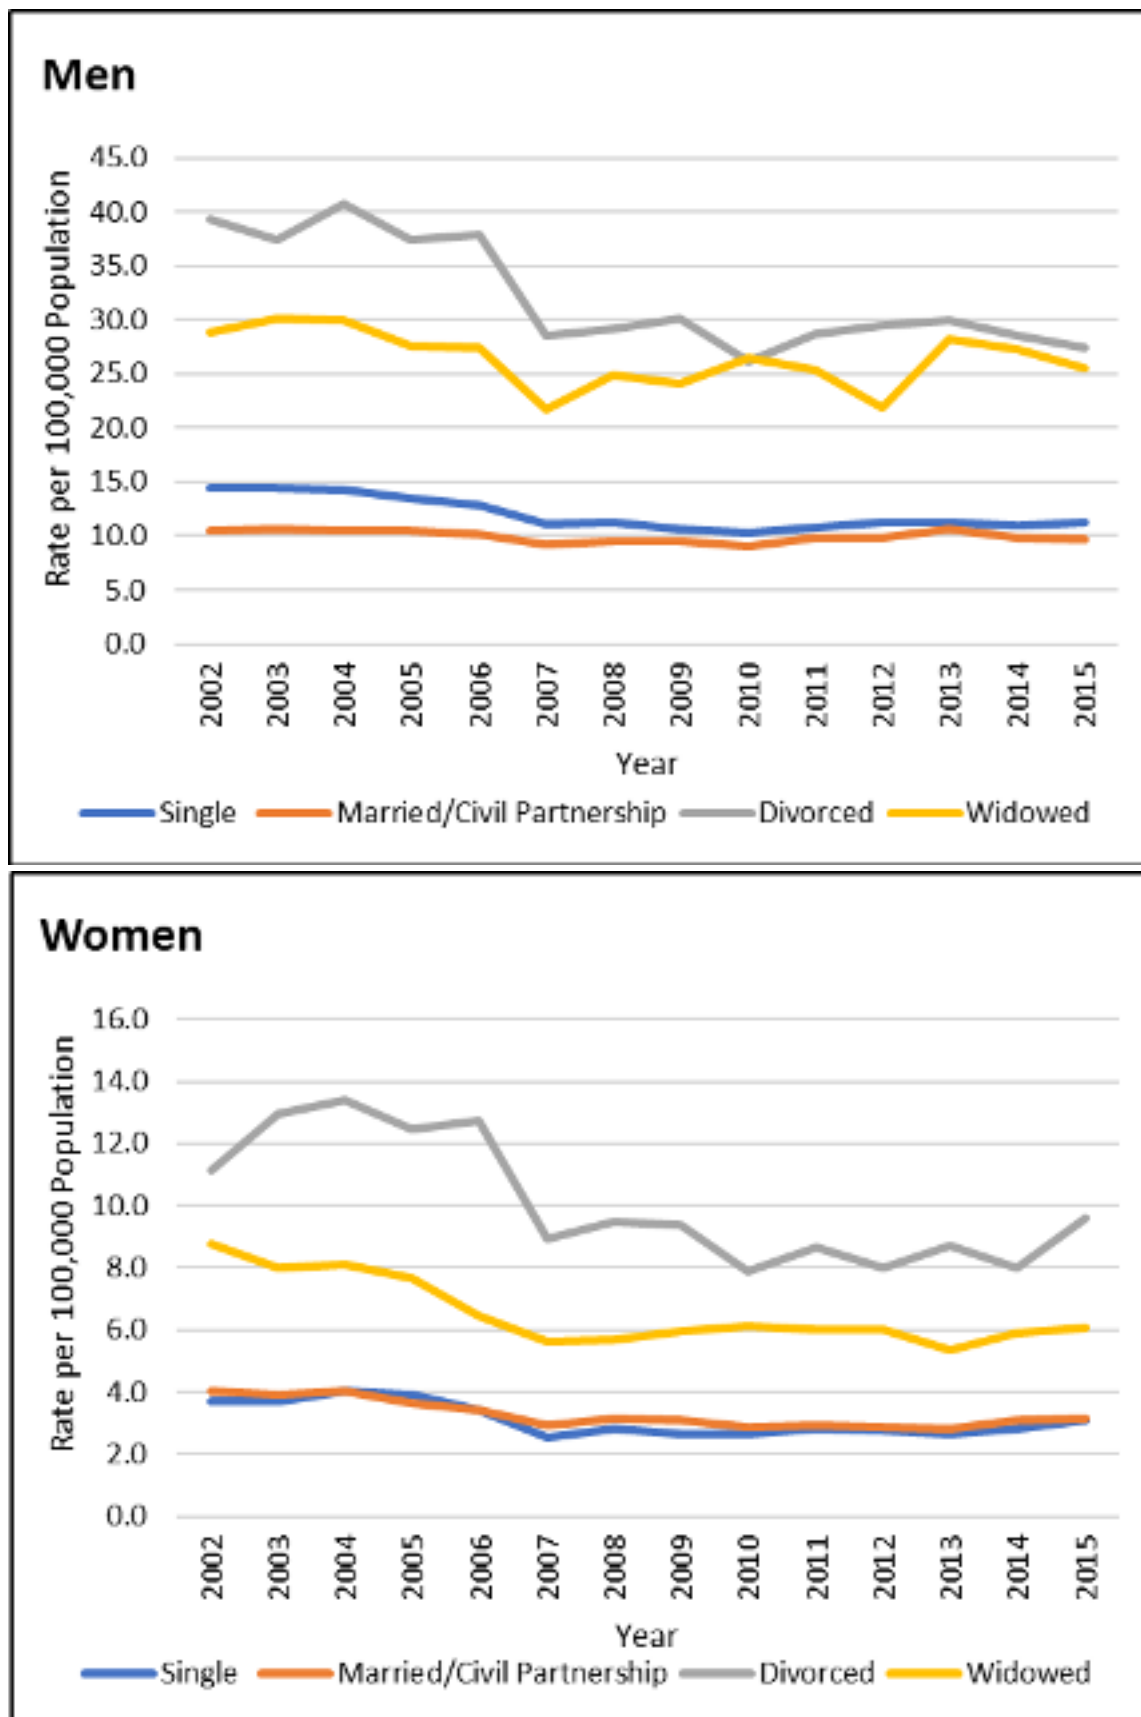 Men
Rate per 100,000 Population
45.0
40.0
35.0
30.0
25.0
20.0
15.0
10.0
5.0
0.0
2002 2003 2004 2005 2006 2007 2008 2009 2010 2011 2012 2013 2014 2015
Year
Single Married/Civil Partnership Divorced Widowed
Women
Rate per 100,000 Population
16.0
14.0
12.0
10.0
8.0
6.0
4.0
2.0
0.0
2002 2003 2004 2005 2006 2007 2008 2009 2010 2011 2012 2013 2014 2015
Year
Single Married/Civil Partnership Divorced Widowed